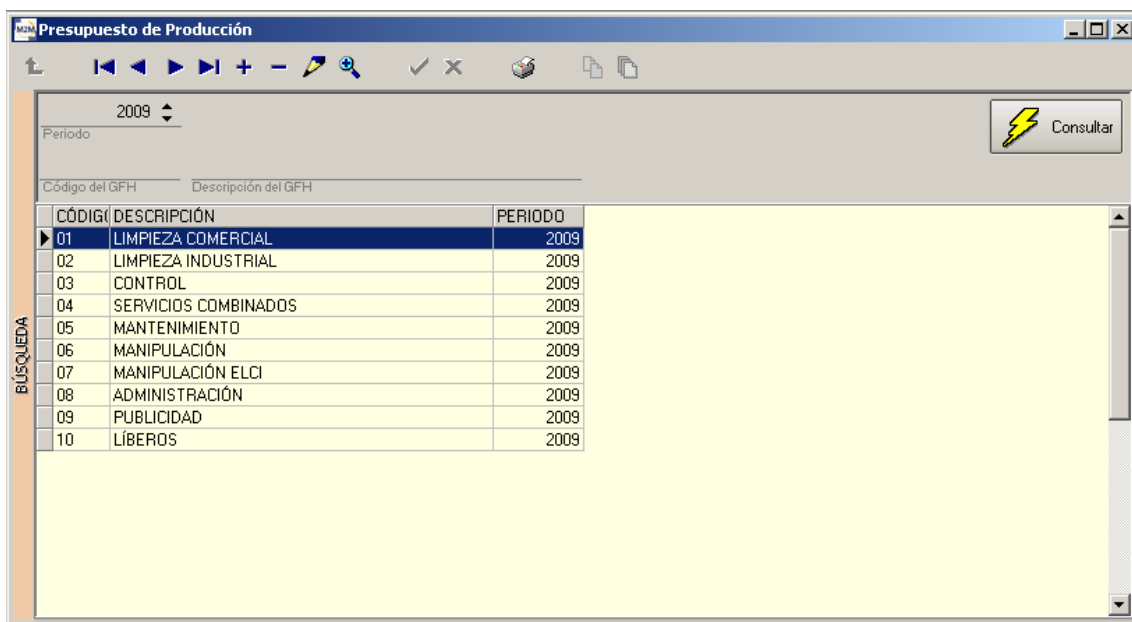 M2M Presupuesto de Producción
2009
Periodo
Consultar
Código del GFH Descripción del GFH
BÚSQUEDA
CÓDIG( DESCRIPCIÓN PERIODO
01 LIMPIEZA COMERCIAL 2009
02 LIMPIEZA INDUSTRIAL 2009
03 CONTROL 2009
04 SERVICIOS COMBINADOS 2009
05 MANTENIMIENTO 2009
06 MANIPULACIÓN 2009
07 MANIPULACIÓN ELCI 2009
08 ADMINISTRACIÓN 2009
09 PUBLICIDAD 2009
10 LÍBEROS 2009